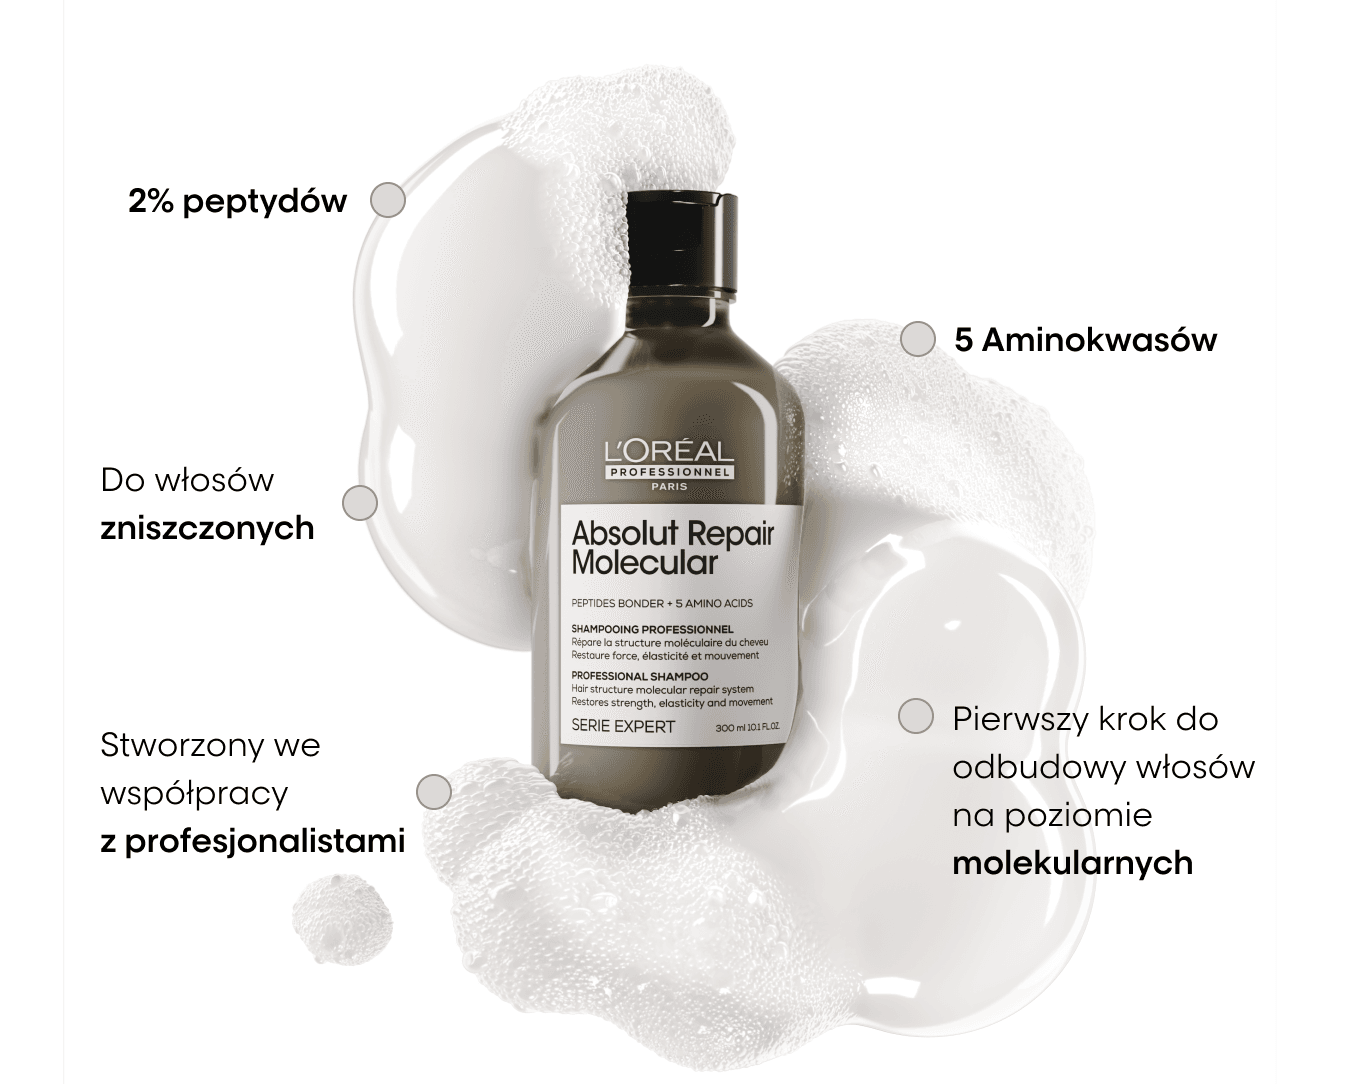 2% peptydów
5 Aminokwasów
Do włosów
zniszczonych
Stworzony we
współpracy
z profesjonalistami
Pierwszy krok do
odbudowy włosów
na poziomie
molekularnych
L'ORÉAL
PROFESSIONNEL
PARIS
Absolut Repair
Molecular
PEPTIDES BONDER + 5 AMINO ACIDS
SHAMPOOING PROFESSIONNEL
Répare la structure moléculaire du cheveu
Restaure force, élasticité et mouvement
PROFESSIONAL SHAMPOO
Hair structure molecular repair system
Restores strength, elasticity and movement
SERIE EXPERT
300 ml 10.1 FL.OZ.